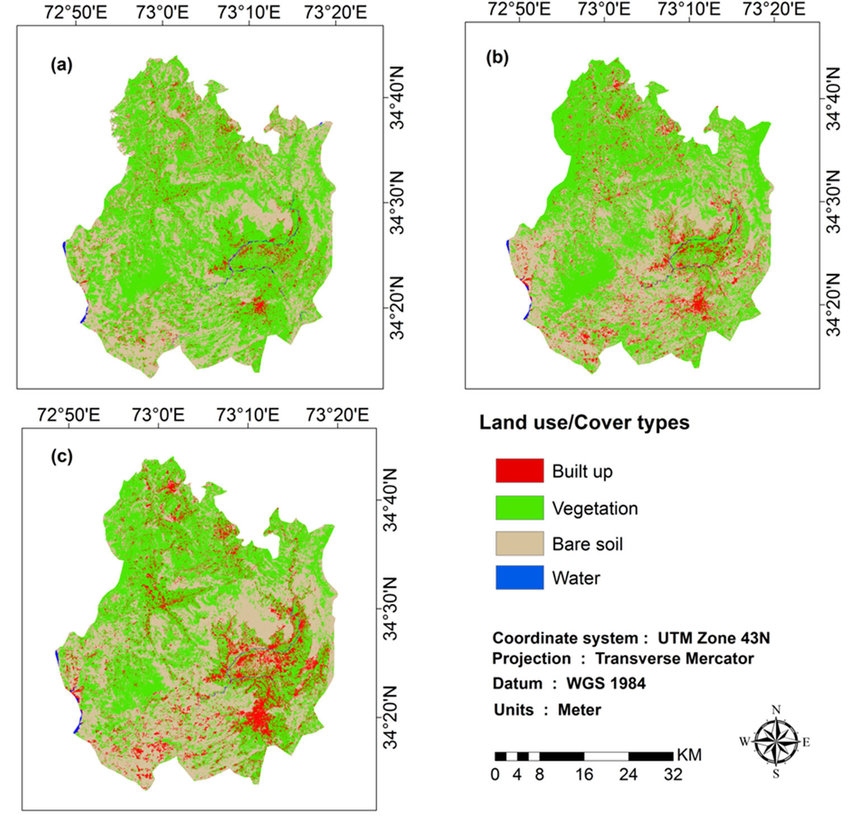 72°50'E 73°0'E 73°10'E 73°20'E
72°50'E 73°0'E 73°10'E 73°20'E
(a)
34°40'N
34°30'N
34°20'N
(b)
34°40'N
34°30'N
34°20'N
72°50'E 73°0'E 73°10'E 73°20'E
(c)
34°40'N
34°30'N
34°20'N
Land use/Cover types
Built up
Vegetation
Bare soil
Water
Coordinate system : UTM Zone 43N
Projection : Transverse Mercator
Datum : WGS 1984
Units : Meter
N
W E
S
KM
0 4 8 16 24 32